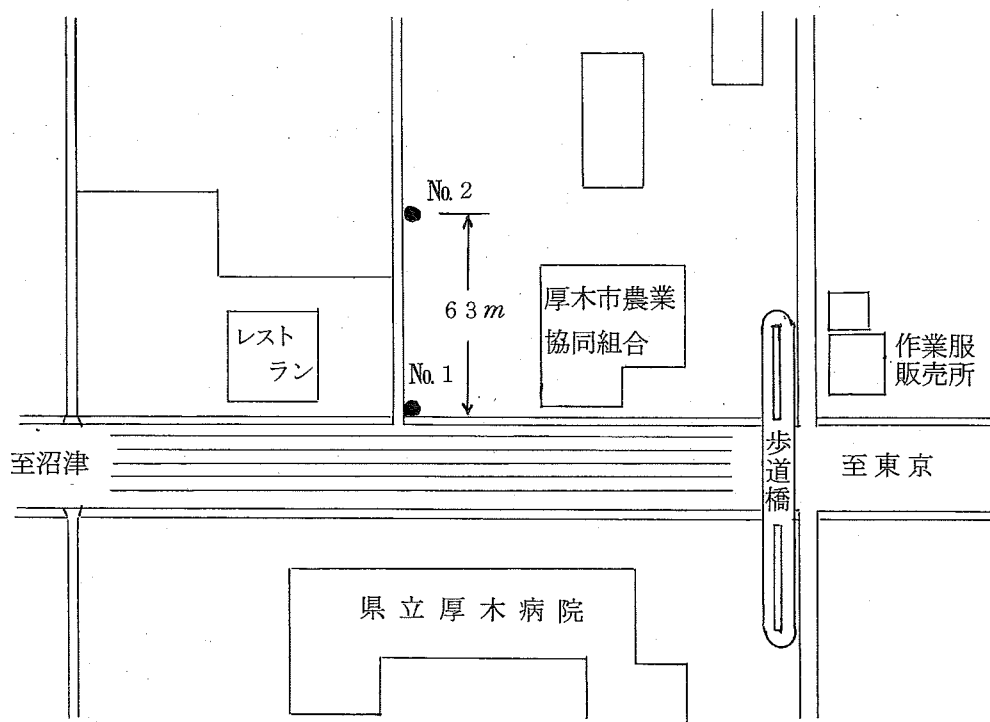 No. 2
63m
厚木市農業
協同組合
レスト
ラン
No. 1
作業服
販売所
至沼津
歩道橋
至東京
県立厚木病院